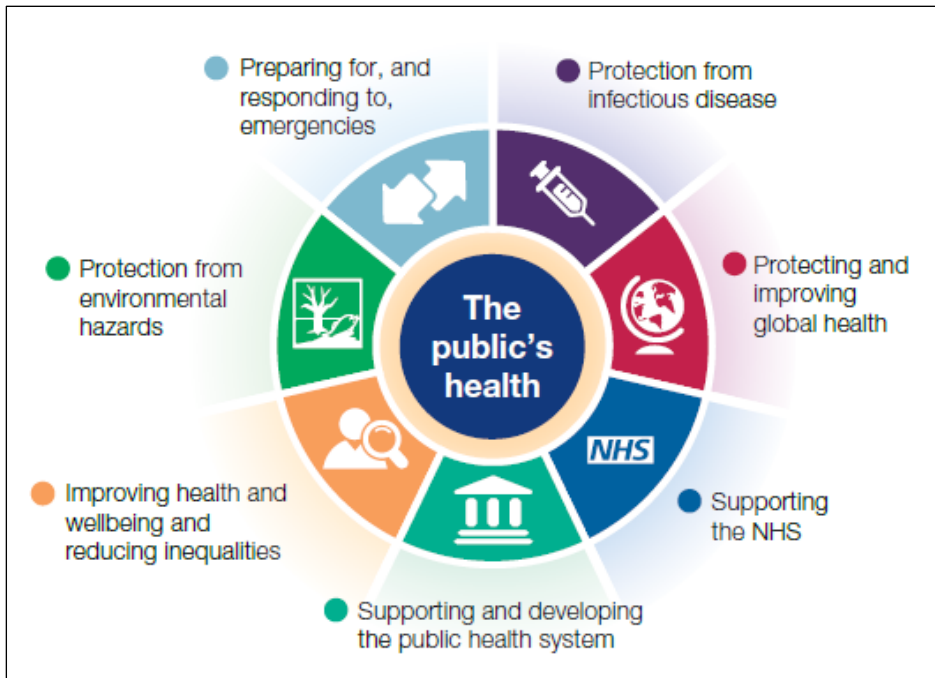 Preparing for, and
responding to,
emergencies
Protection from
infectious disease
Protection from
environmental
hazards
The
public’s
health
Protecting and
improving
global health
NHS
Improving health and
wellbeing and
reducing inequalities
Supporting
the NHS
Supporting and developing
the public health system